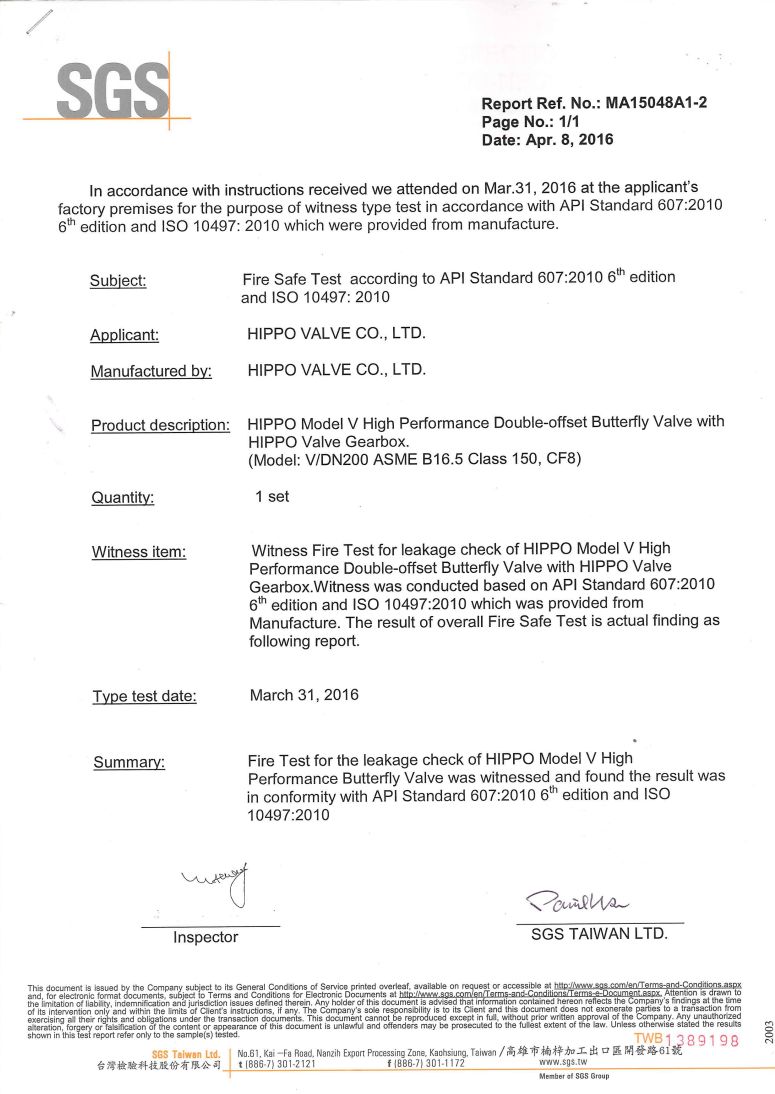 SGS
Report Ref. No.: MA15048A1-2
Page No.: 1/1
Date: Apr. 8, 2016
In accordance with instructions received we attended on Mar.31, 2016 at the applicant's
factory premises for the purpose of witness type test in accordance with API Standard 607:2010
6th edition and ISO 10497: 2010 which were provided from manufacture.
Subject: Fire Safe Test according to API Standard 607:2010 6th edition
and ISO 10497: 2010
Applicant: HIPPO VALVE CO., LTD.
Manufactured by: HIPPO VALVE CO., LTD.
Product description: HIPPO Model V High Performance Double-offset Butterfly Valve with
HIPPO Valve Gearbox.
(Model: V/DN200 ASME B16.5 Class 150, CF8)
Quantity: 1 set
Witness item: Witness Fire Test for leakage check of HIPPO Model V High
Performance Double-offset Butterfly Valve with HIPPO Valve
Gearbox.Witness was conducted based on API Standard 607:2010
6th edition and ISO 10497:2010 which was provided from
Manufacture. The result of overall Fire Safe Test is actual finding as
following report.
Type test date: March 31, 2016
Summary: Fire Test for the leakage check of HIPPO Model V High
Performance Butterfly Valve was witnessed and found the result was
in conformity with API Standard 607:2010 6th edition and ISO
10497:2010
Inspector
SGS TAIWAN LTD.
This document is issued by the Company subject to its General Conditions of Service printed overleaf, available on request or accessible at http://www.sgs.com/en/Terms-and-Conditions.aspx
and, for electronic format documents, subject to Terms and Conditions for Electronic Documents at http://www.sgs.com/en/Terms-and-Conditions/Terms-e-Document.aspx. Attention is drawn to
the limitation of liability, indemnification and jurisdiction issues defined therein. Any holder of this document is advised that information contained hereon reflects the Company's findings at the time
of its intervention only and within the limits of Client's instructions, if any. The Company's sole responsibility is to its Client and this document does not exonerate parties to a transaction from
exercising all their rights and obligations under the transaction documents. This document cannot be reproduced except in full, without prior written approval of the Company. Any unauthorized
alteration, forgery or falsification of the content or appearance of this document is unlawful and offenders may be prosecuted to the fullest extent of the law. Unless otherwise stated the results
shown in this test report refer only to the sample(s) tested.
TWB1389198
2003
SGS Taiwan Ltd. No.61, Kai –Fa Road, Nanzih Export Processing Zone, Kaohsiung, Taiwan /高雄市楠梓加工出口區開發路61號
台灣檢驗科技股份有限公司 t (886-7) 301-2121 f (886-7) 301-1172 www.sgs.tw
Member of SGS Group